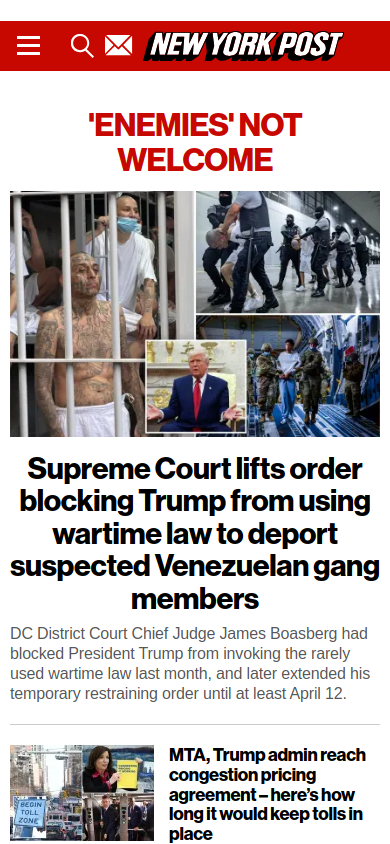 NEW YORK POST
'ENEMIES' NOT
WELCOME
Supreme Court lifts order
blocking Trump from using
wartime law to deport
suspected Venezuelan gang
members
DC District Court Chief Judge James Boasberg had
blocked President Trump from invoking the rarely
used wartime law last month, and later extended his
temporary restraining order until at least April 12.
BEGIN
TOLL
ZONE
MTA, Trump admin reach
congestion pricing
agreement – here's how
long it would keep tolls in
place